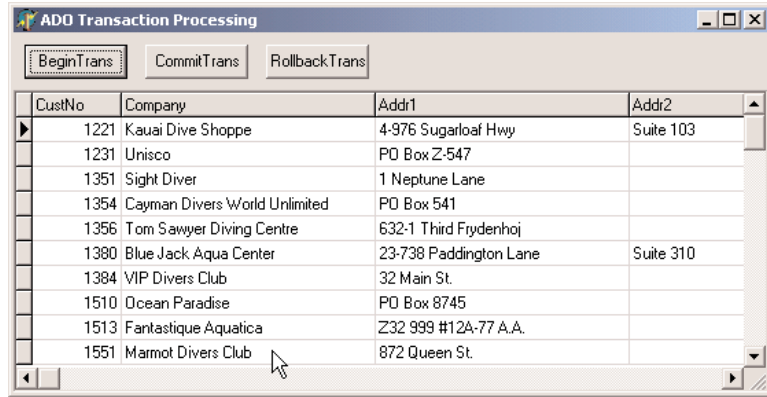 ADO Transaction Processing
BeginTrans CommitTrans RollbackTrans
CustNo Company Addr1 Addr2
1221 Kauai Dive Shoppe 4-976 Sugarloaf Hwy Suite 103
1231 Unisco PO Box Z-547
1351 Sight Diver 1 Neptune Lane
1354 Cayman Divers World Unlimited PO Box 541
1356 Tom Sawyer Diving Centre 632-1 Third Frydenhoj
1380 Blue Jack Aqua Center 23-738 Paddington Lane Suite 310
1384 VIP Divers Club 32 Main St.
1510 Ocean Paradise PO Box 8745
1513 Fantastique Aquatica Z32 999 #12A-77 A.A.
1551 Marmot Divers Club 872 Queen St.